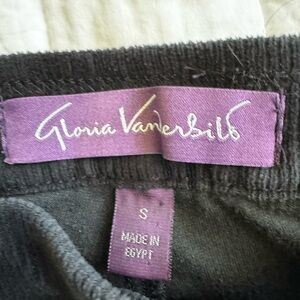 Gloria Vanderbilt
S
MADE IN
EGYPT